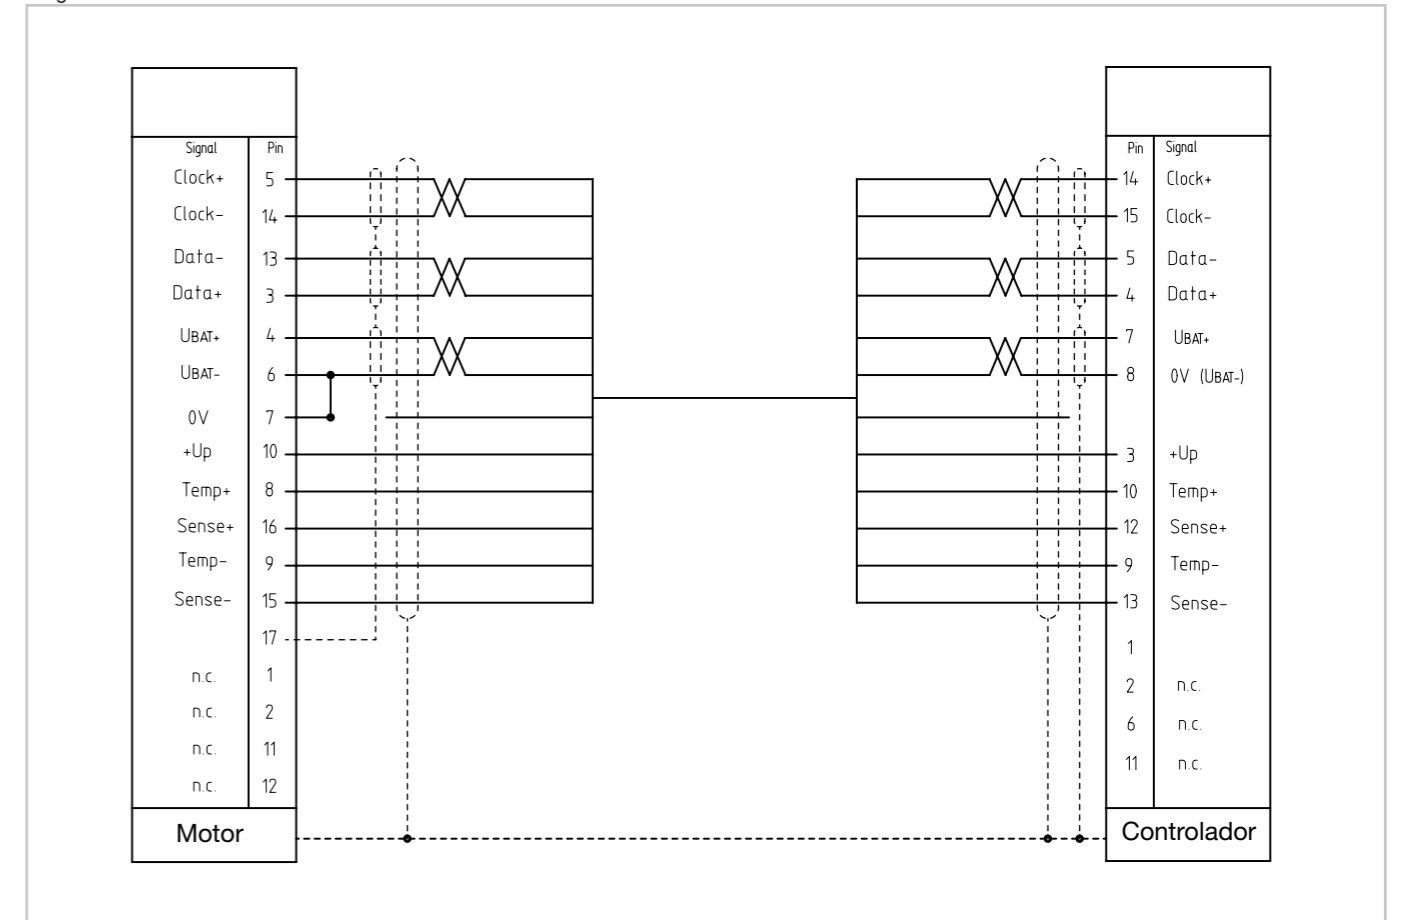 Signal Pin
Clock+ 5
Clock- 14
Data- 13
Data+ 3
UBAT+ 4
UBAT- 6
0V 7
+Up 10
Temp+ 8
Sense+ 16
Temp- 9
Sense- 15
17
n.c. 1
n.c. 2
n.c. 11
n.c. 12
Motor
Pin Signal
14 Clock+
15 Clock-
5 Data-
4 Data+
7 UBAT+
8 0V (UBAT-)
3 +Up
10 Temp+
12 Sense+
9 Temp-
13 Sense-
1
2 n.c.
6 n.c.
11 n.c.
Controlador